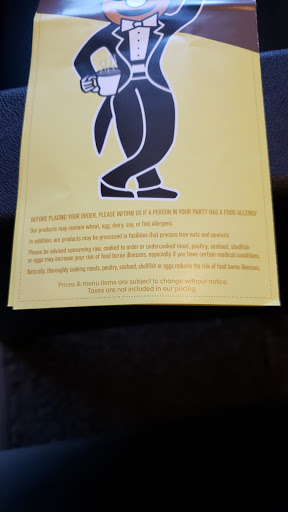 BEFORE PLACING YOUR ORDER, PLEASE INFORM US IF A PERSON IN YOUR PARTY HAS A FOOD ALLERGY
Our products may contain wheat, egg, dairy, soy, or fish allergens.
In addition, our products may be processed in facilities that process tree nuts and peanuts.
Please be advised consuming raw, cooked to order or undercooked meat, poultry, seafood, shellfish
or eggs may increase your risk of food borne illnesses, especially if you have certain medical conditions.
Naturally, thoroughly cooking meats, poultry, seafood, shellfish or eggs reduces the risk of food borne illnesses.
Prices & menu items are subject to change without notice.
Taxes are not included in our pricing.